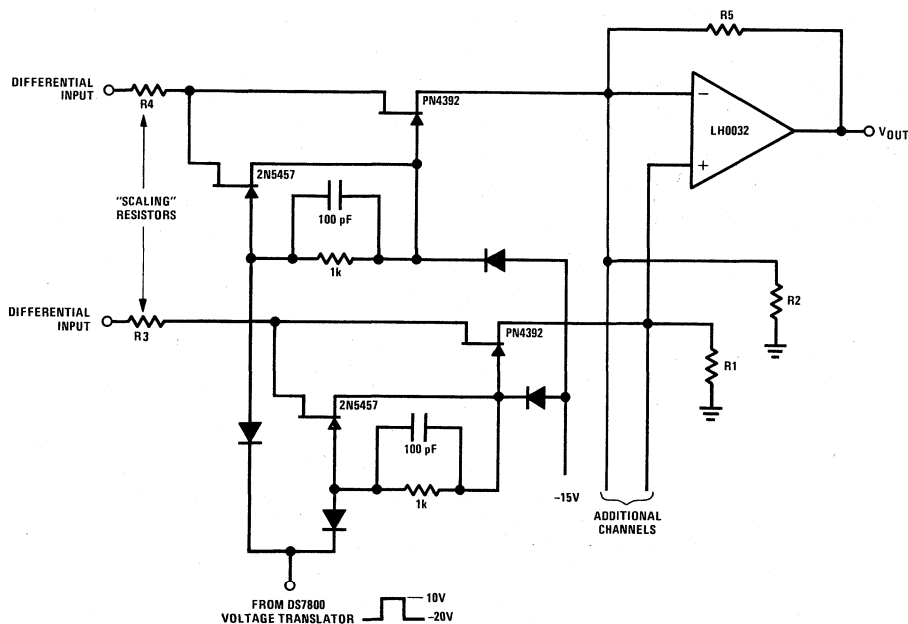 R5
DIFFERENTIAL
INPUT
R4
PN4392
−
LH0032
+
VOUT
2N5457
"SCALING"
RESISTORS
100 pF
1k
R2
DIFFERENTIAL
INPUT
R3
PN4392
R1
2N5457
100 pF
1k
−15V
ADDITIONAL
CHANNELS
FROM DS7800
VOLTAGE TRANSLATOR
10V
−20V